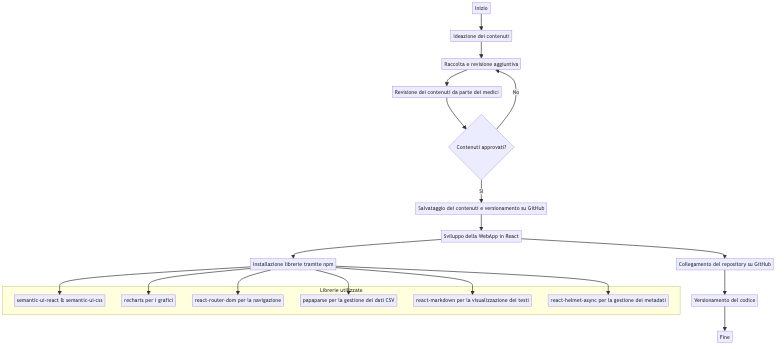 Inizio
Ideazione dei contenuti
Raccolta e revisione aggiuntiva
Revisione dei contenuti da parte dei medici
No
Contenuti approvati?
Sì
Salvataggio dei contenuti e versionamento su GitHub
Sviluppo della WebApp in React
Installazione librerie tramite npm
Collegamento del repository su GitHub
Librerie utilizzate
semantic-ui-react & semantic-ui-css
recharts per i grafici
react-router-dom per la navigazione
papaparse per la gestione dei dati CSV
react-markdown per la visualizzazione dei testi
react-helmet-async per la gestione dei metadati
Versionamento del codice
Fine